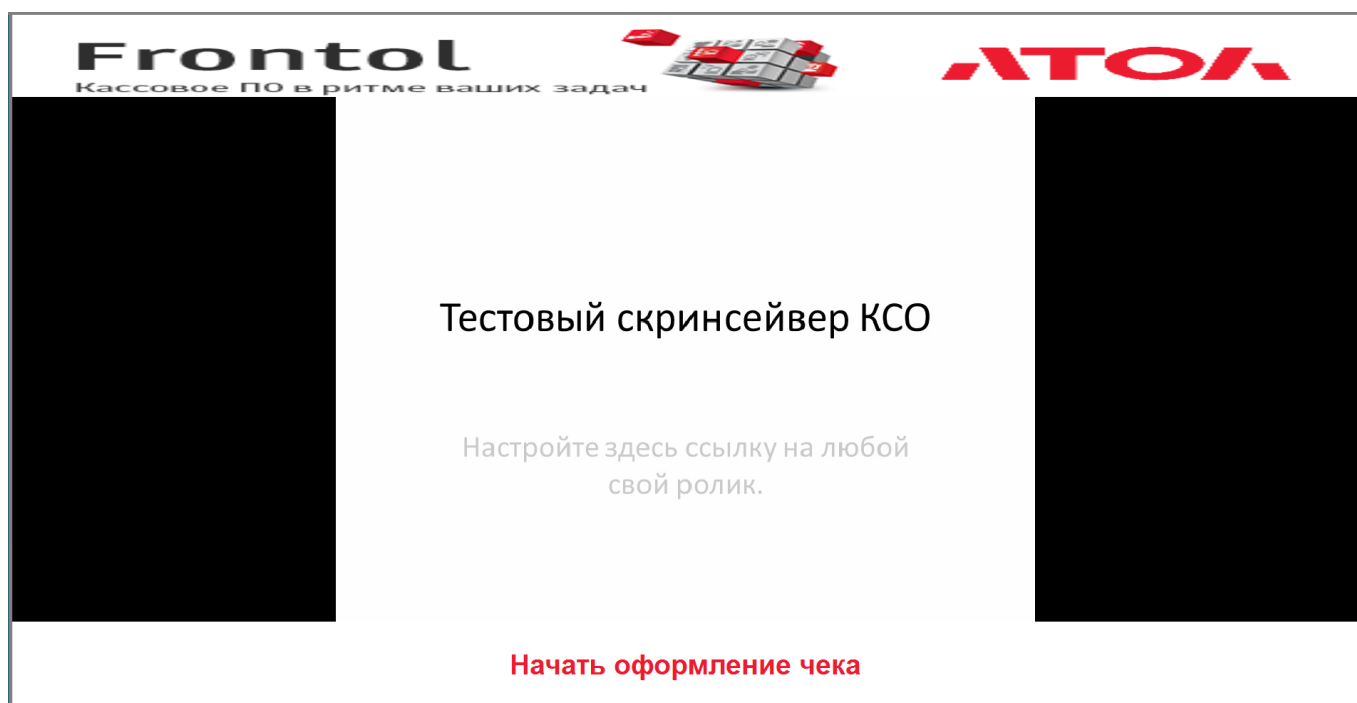 Frontol
Кассовое ПО в ритме ваших задач
АТОЛ
Тестовый скринсейвер КСО
Настройте здесь ссылку на любой
свой ролик.
Начать оформление чека